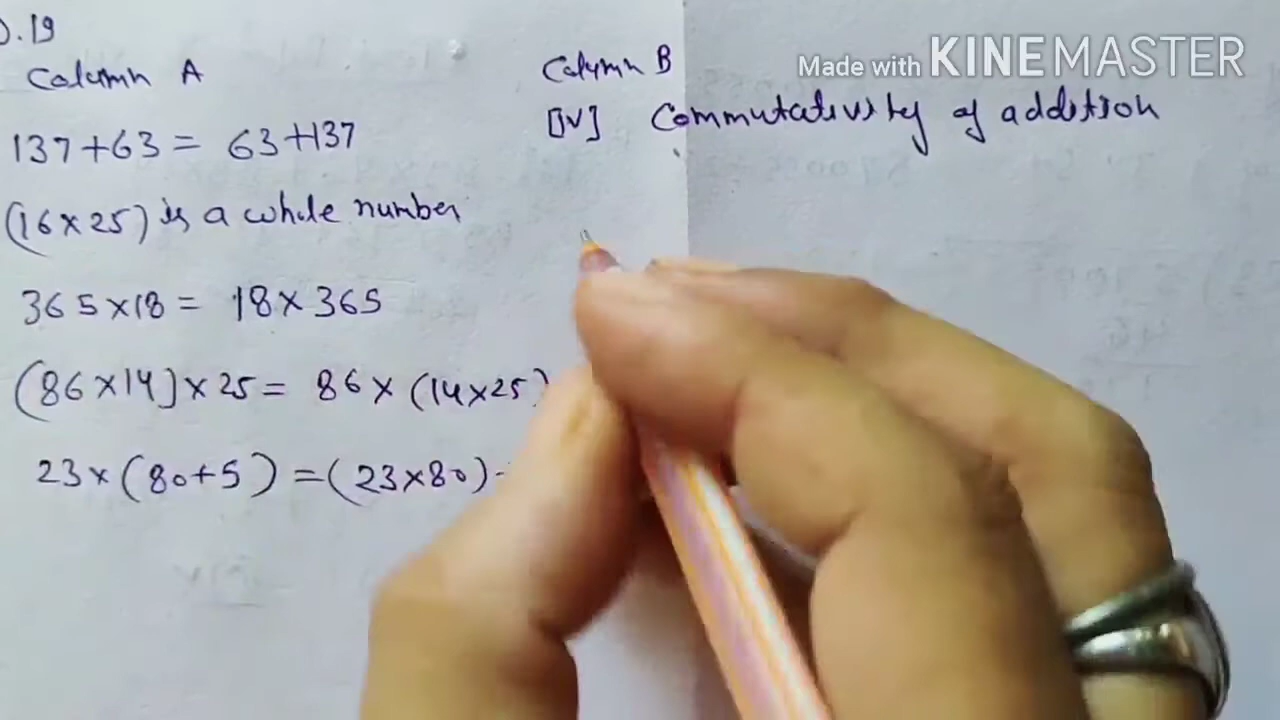 .19
Column A
Column B
Made with KINEMASTER
137+63 = 63+137
[IV] Commutativity of addition
(16×25) is a whole number
365×18 = 18×365
(86×14)×25 = 86×(14×25)
23×(80+5) = (23×80)